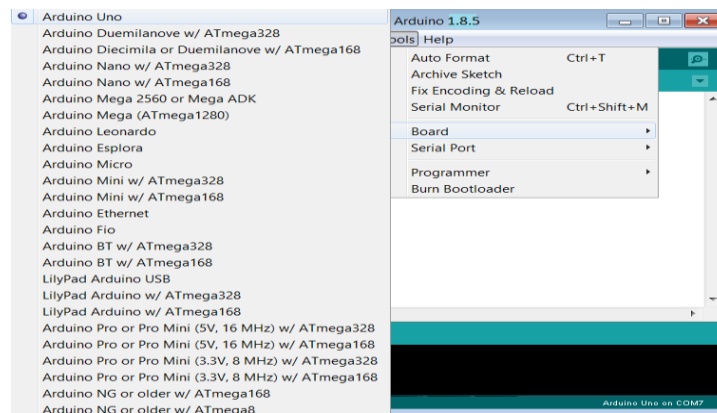 Arduino Uno
Arduino Duemilanove w/ ATmega328
Arduino Diecimila or Duemilanove w/ ATmega168
Arduino Nano w/ ATmega328
Arduino Nano w/ ATmega168
Arduino Mega 2560 or Mega ADK
Arduino Mega (ATmega1280)
Arduino Leonardo
Arduino Esplora
Arduino Micro
Arduino Mini w/ ATmega328
Arduino Mini w/ ATmega168
Arduino Ethernet
Arduino Fio
Arduino BT w/ ATmega328
Arduino BT w/ ATmega168
LilyPad Arduino USB
LilyPad Arduino w/ ATmega328
LilyPad Arduino w/ ATmega168
Arduino Pro or Pro Mini (5V, 16 MHz) w/ ATmega328
Arduino Pro or Pro Mini (5V, 16 MHz) w/ ATmega168
Arduino Pro or Pro Mini (3.3V, 8 MHz) w/ ATmega328
Arduino Pro or Pro Mini (3.3V, 8 MHz) w/ ATmega168
Arduino NG or older w/ ATmega168
Arduino NG or older w/ ATmega8
Arduino 1.8.5
ools Help
Auto Format Ctrl+T
Archive Sketch
Fix Encoding & Reload
Serial Monitor Ctrl+Shift+M
Board
Serial Port
Programmer
Burn Bootloader
Arduino Uno on COM7